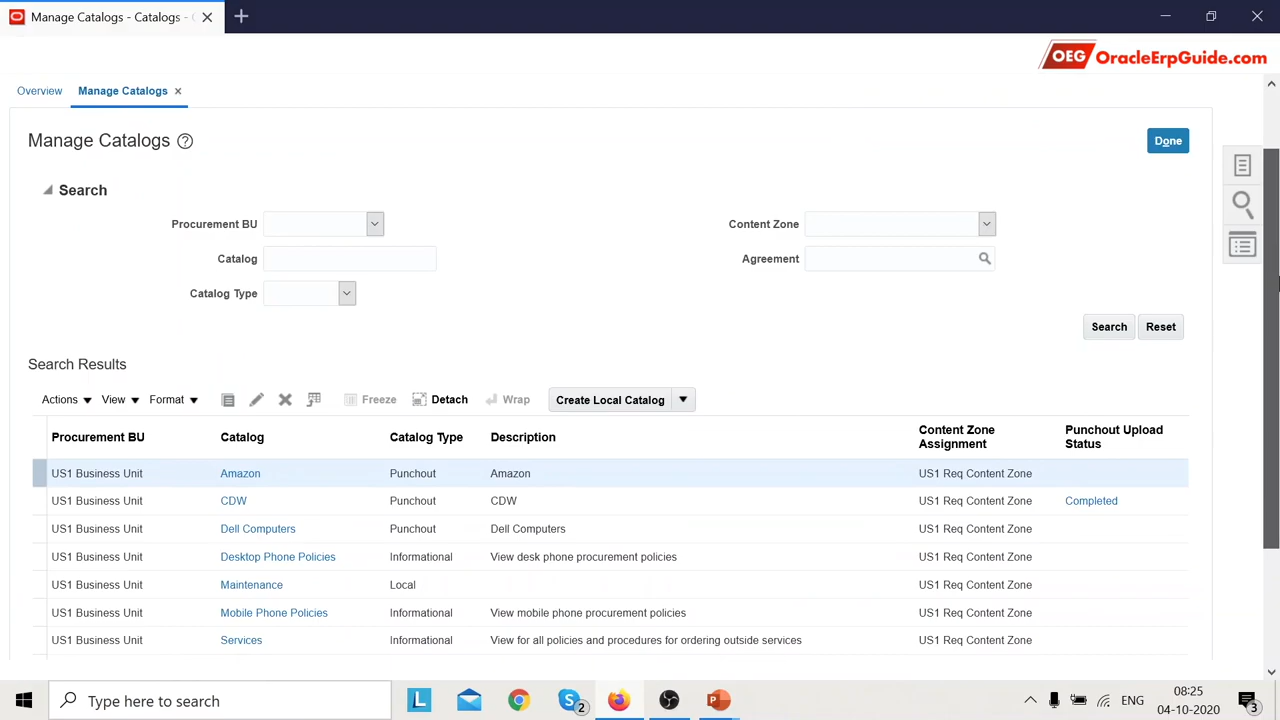 Manage Catalogs - Catalogs -
OEG OracleErpGuide.com
Overview Manage Catalogs
Manage Catalogs
Done
Search
Procurement BU
Content Zone
Catalog
Agreement
Catalog Type
Search Reset
Search Results
Actions View Format Freeze Detach Wrap Create Local Catalog
Procurement BU Catalog Catalog Type Description Content Zone Assignment Punchout Upload Status
US1 Business Unit Amazon Punchout Amazon US1 Req Content Zone
US1 Business Unit CDW Punchout CDW US1 Req Content Zone Completed
US1 Business Unit Dell Computers Punchout Dell Computers US1 Req Content Zone
US1 Business Unit Desktop Phone Policies Informational View desk phone procurement policies US1 Req Content Zone
US1 Business Unit Maintenance Local US1 Req Content Zone
US1 Business Unit Mobile Phone Policies Informational View mobile phone procurement policies US1 Req Content Zone
US1 Business Unit Services Informational View for all policies and procedures for ordering outside services US1 Req Content Zone
Type here to search
2
ENG
08:25
04-10-2020
3